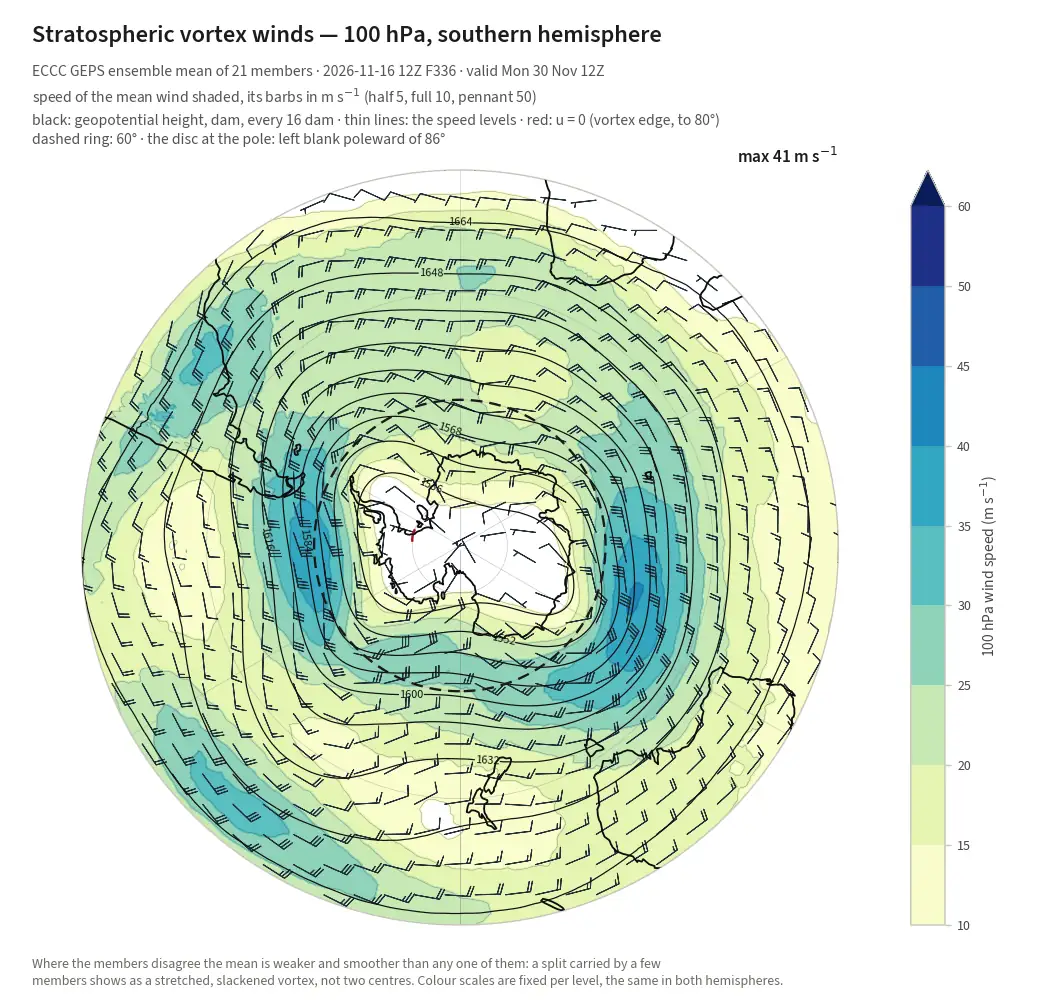 Stratospheric vortex winds — 100 hPa, southern hemisphere
ECCC GEPS ensemble mean of 21 members · 2026-11-16 12Z F336 · valid Mon 30 Nov 12Z
speed of the mean wind shaded, its barbs in m s⁻¹ (half 5, full 10, pennant 50)
black: geopotential height, dam, every 16 dam · thin lines: the speed levels · red: u = 0 (vortex edge, to 80°)
dashed ring: 60° · the disc at the pole: left blank poleward of 86°
max 41 m s⁻¹
1664
1648
1568
1616
1584
1552
1600
1632
60
50
45
40
35
30
25
20
15
10
100 hPa wind speed (m s⁻¹)
Where the members disagree the mean is weaker and smoother than any one of them: a split carried by a few
members shows as a stretched, slackened vortex, not two centres. Colour scales are fixed per level, the same in both hemispheres.